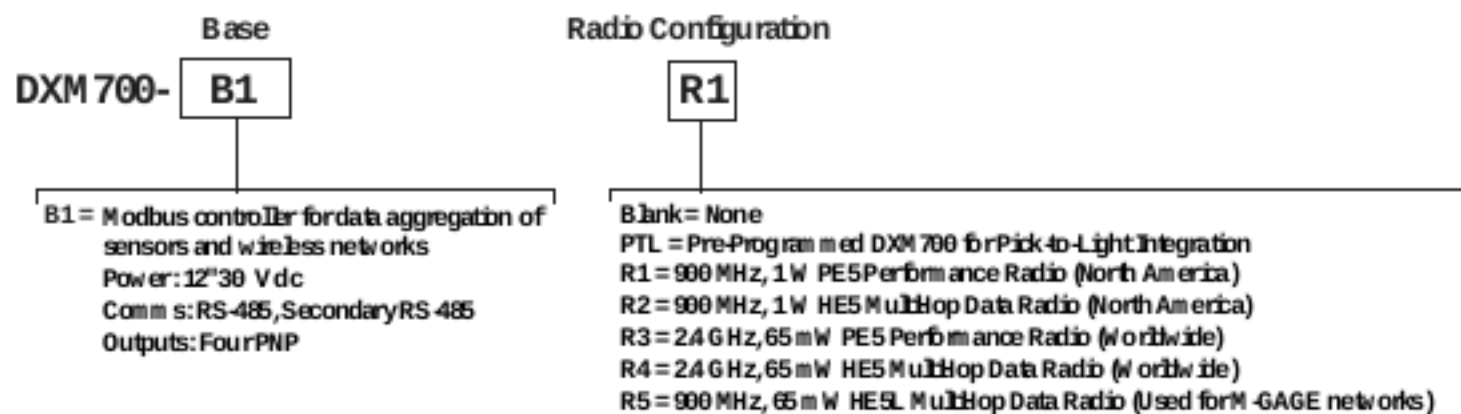 Base
Radio Configuration
DXM700- B1
R1
B1 = Modbus controller for data aggregation of
sensors and wireless networks
Power: 12"30 Vdc
Comms: RS-485, Secondary RS-485
Outputs: Four PNP
Blank = None
PTL = Pre-Programmed DXM700 for Pick-to-Light Integration
R1 = 900 MHz, 1 W PE5 Performance Radio (North America)
R2 = 900 MHz, 1 W HE5 MultiHop Data Radio (North America)
R3 = 2.4 GHz, 65 mW PE5 Performance Radio (Worldwide)
R4 = 2.4 GHz, 65 mW HE5 MultiHop Data Radio (Worldwide)
R5 = 900 MHz, 65 mW HE5L MultiHop Data Radio (Used for M-GAGE networks)